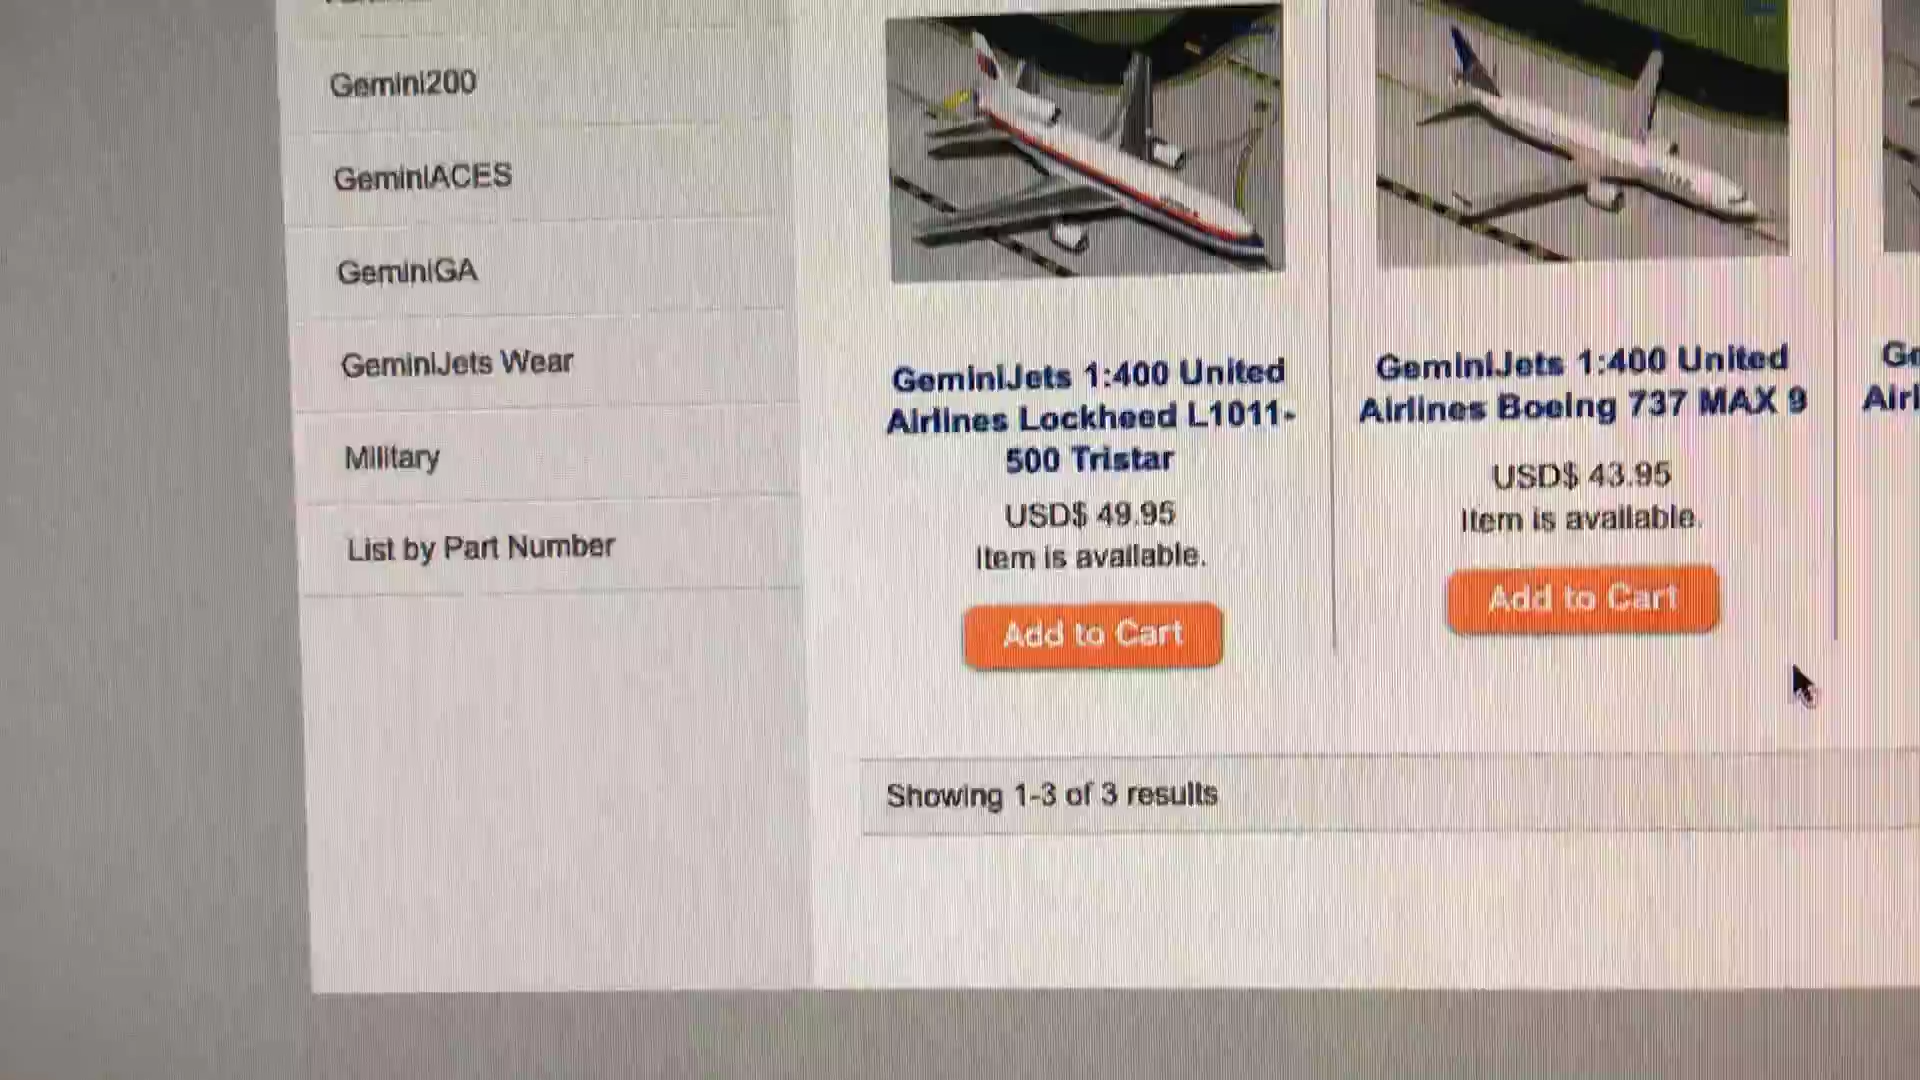 Gemini200
GeminiACES
GeminiGA
GeminiJets Wear
Military
List by Part Number
GeminiJets 1:400 United
Airlines Lockheed L1011-
500 Tristar
USD$ 49.95
Item is available.
Add to Cart
GeminiJets 1:400 United
Airlines Boeing 737 MAX 9
USD$ 43.95
Item is available.
Add to Cart
Ge
Airl
Showing 1-3 of 3 results